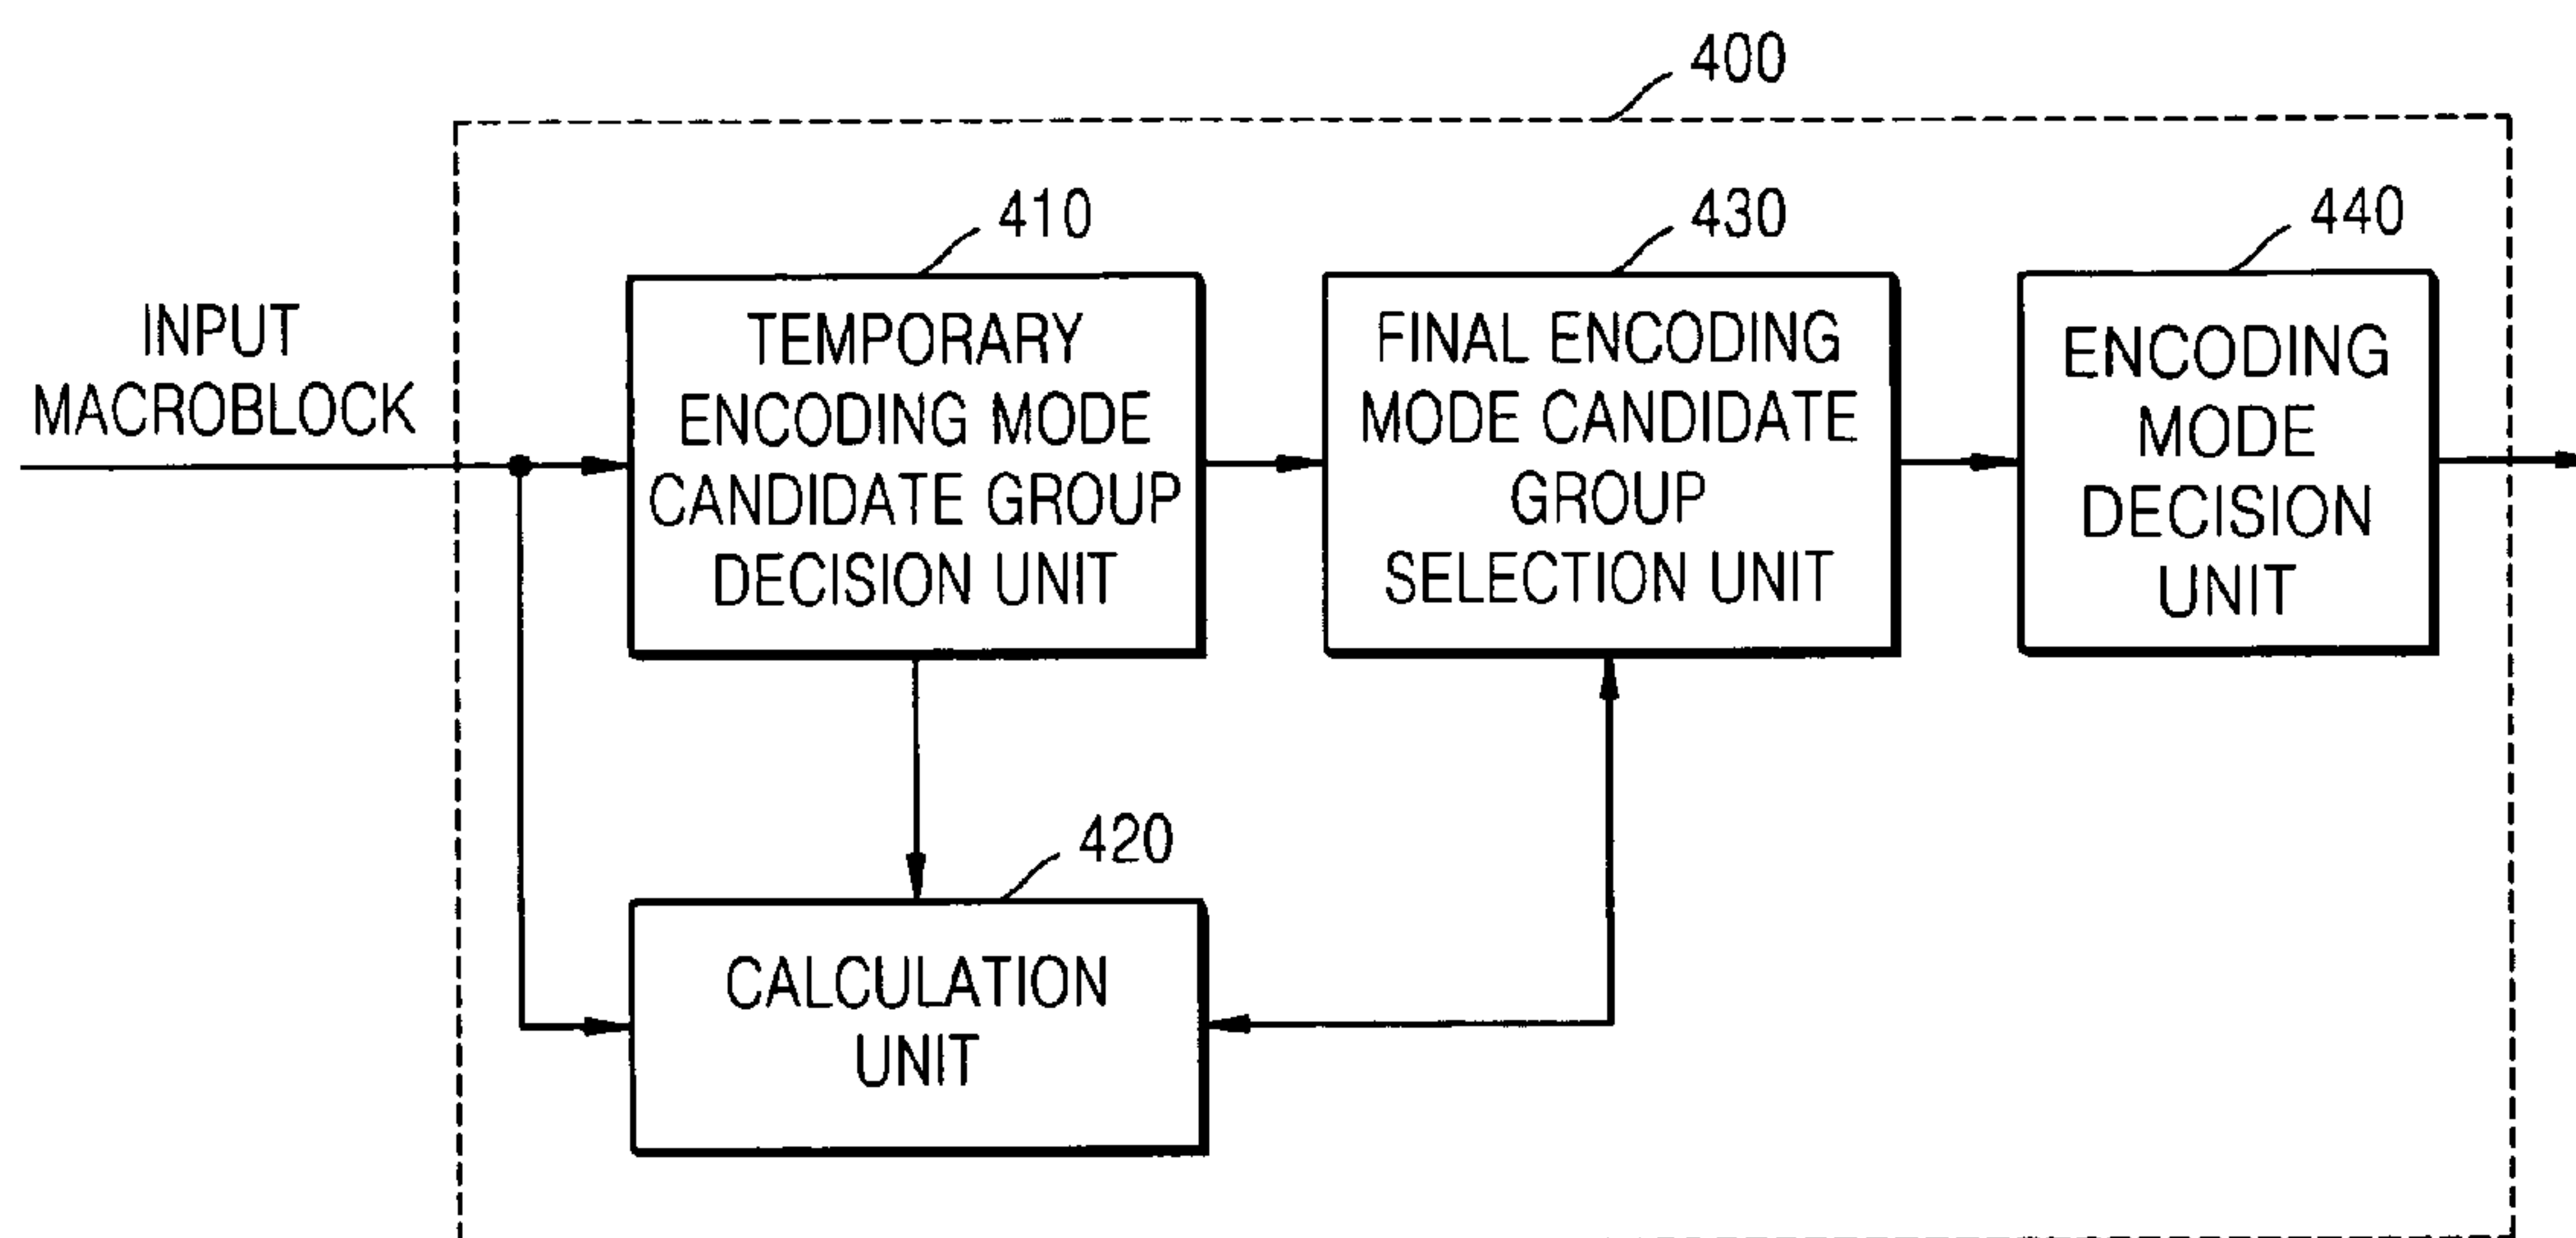 400
410
430
440
INPUT
MACROBLOCK
TEMPORARY
ENCODING MODE
CANDIDATE GROUP
DECISION UNIT
FINAL ENCODING
MODE CANDIDATE
GROUP
SELECTION UNIT
ENCODING
MODE
DECISION
UNIT
420
CALCULATION
UNIT